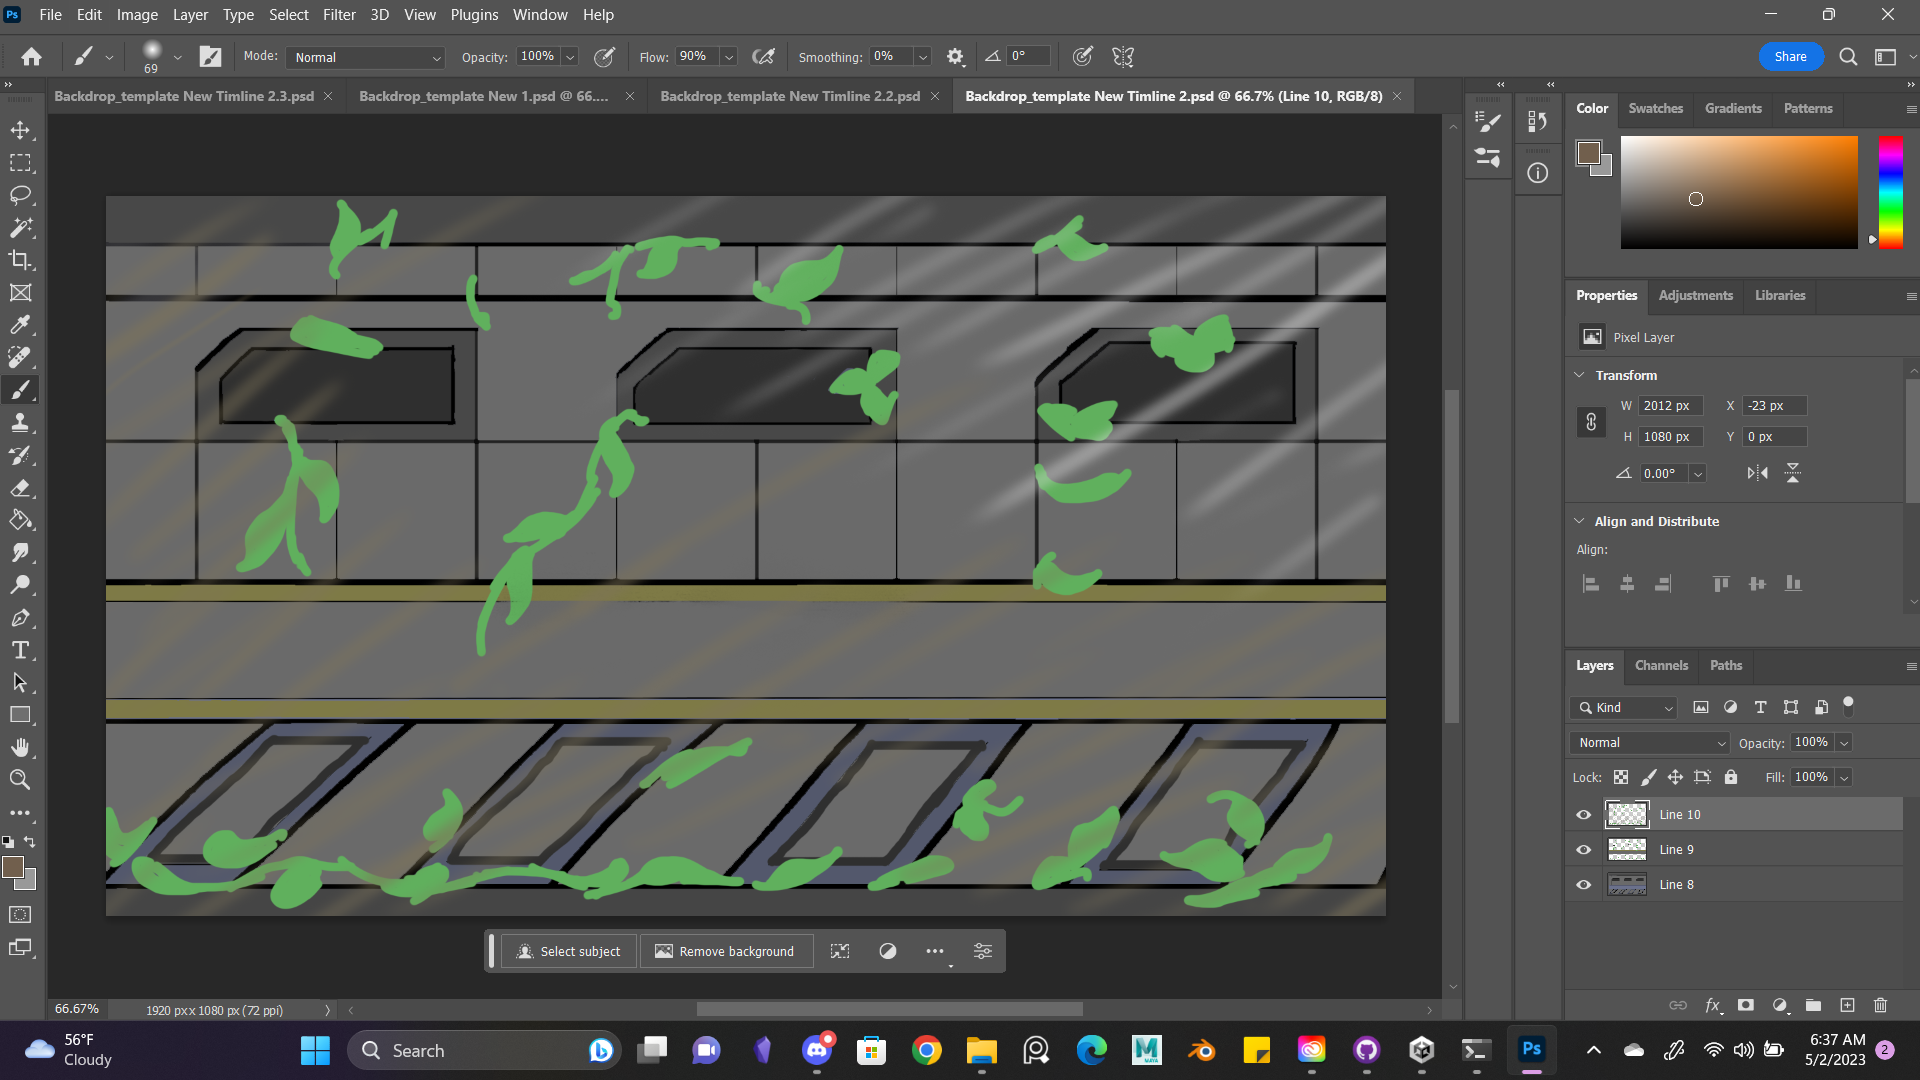 Ps File Edit Image Layer Type Select Filter 3D View Plugins Window Help
69 Mode: Normal Opacity: 100% Flow: 90% Smoothing: 0% 0° Share
Backdrop_template New Timline 2.3.psd Backdrop_template New 1.psd @ 66.... Backdrop_template New Timline 2.2.psd Backdrop_template New Timline 2.psd @ 66.7% (Line 10, RGB/8)
Color Swatches Gradients Patterns
Properties Adjustments Libraries
Pixel Layer
Transform
W 2012 px X -23 px
H 1080 px Y 0 px
0.00°
Align and Distribute
Align:
Layers Channels Paths
Kind
Normal Opacity: 100%
Lock: Fill: 100%
Line 10
Line 9
Line 8
Select subject Remove background
66.67% 1920 px x 1080 px (72 ppi)
56°F
Cloudy
Search
MAYA
Ps
6:37 AM
5/2/2023
2